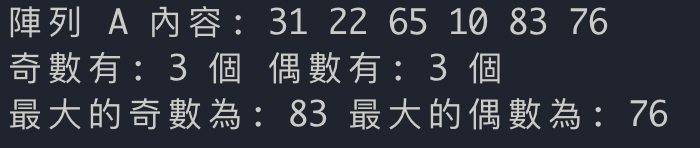 陣列 A 內容: 31 22 65 10 83 76
奇數有: 3 個 偶數有: 3 個
最大的奇數為: 83 最大的偶數為: 76